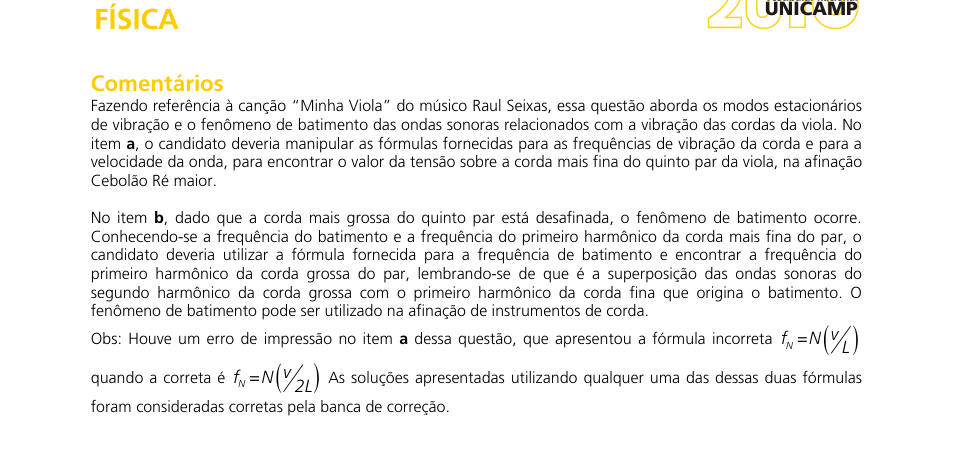 FÍSICA
UNICAMP
Comentários
Fazendo referência à canção “Minha Viola” do músico Raul Seixas, essa questão aborda os modos estacionários
de vibração e o fenômeno de batimento das ondas sonoras relacionados com a vibração das cordas da viola. No
item a, o candidato deveria manipular as fórmulas fornecidas para as frequências de vibração da corda e para a
velocidade da onda, para encontrar o valor da tensão sobre a corda mais fina do quinto par da viola, na afinação
Cebolão Ré maior.
No item b, dado que a corda mais grossa do quinto par está desafinada, o fenômeno de batimento ocorre.
Conhecendo-se a frequência do batimento e a frequência do primeiro harmônico da corda mais fina do par, o
candidato deveria utilizar a fórmula fornecida para a frequência de batimento e encontrar a frequência do
primeiro harmônico da corda grossa do par, lembrando-se de que é a superposição das ondas sonoras do
segundo harmônico da corda grossa com o primeiro harmônico da corda fina que origina o batimento. O
fenômeno de batimento pode ser utilizado na afinação de instrumentos de corda.
Obs: Houve um erro de impressão no item a dessa questão, que apresentou a fórmula incorreta f_N = N(v/L)
quando a correta é f_N = N(v/2L) As soluções apresentadas utilizando qualquer uma das dessas duas fórmulas
foram consideradas corretas pela banca de correção.